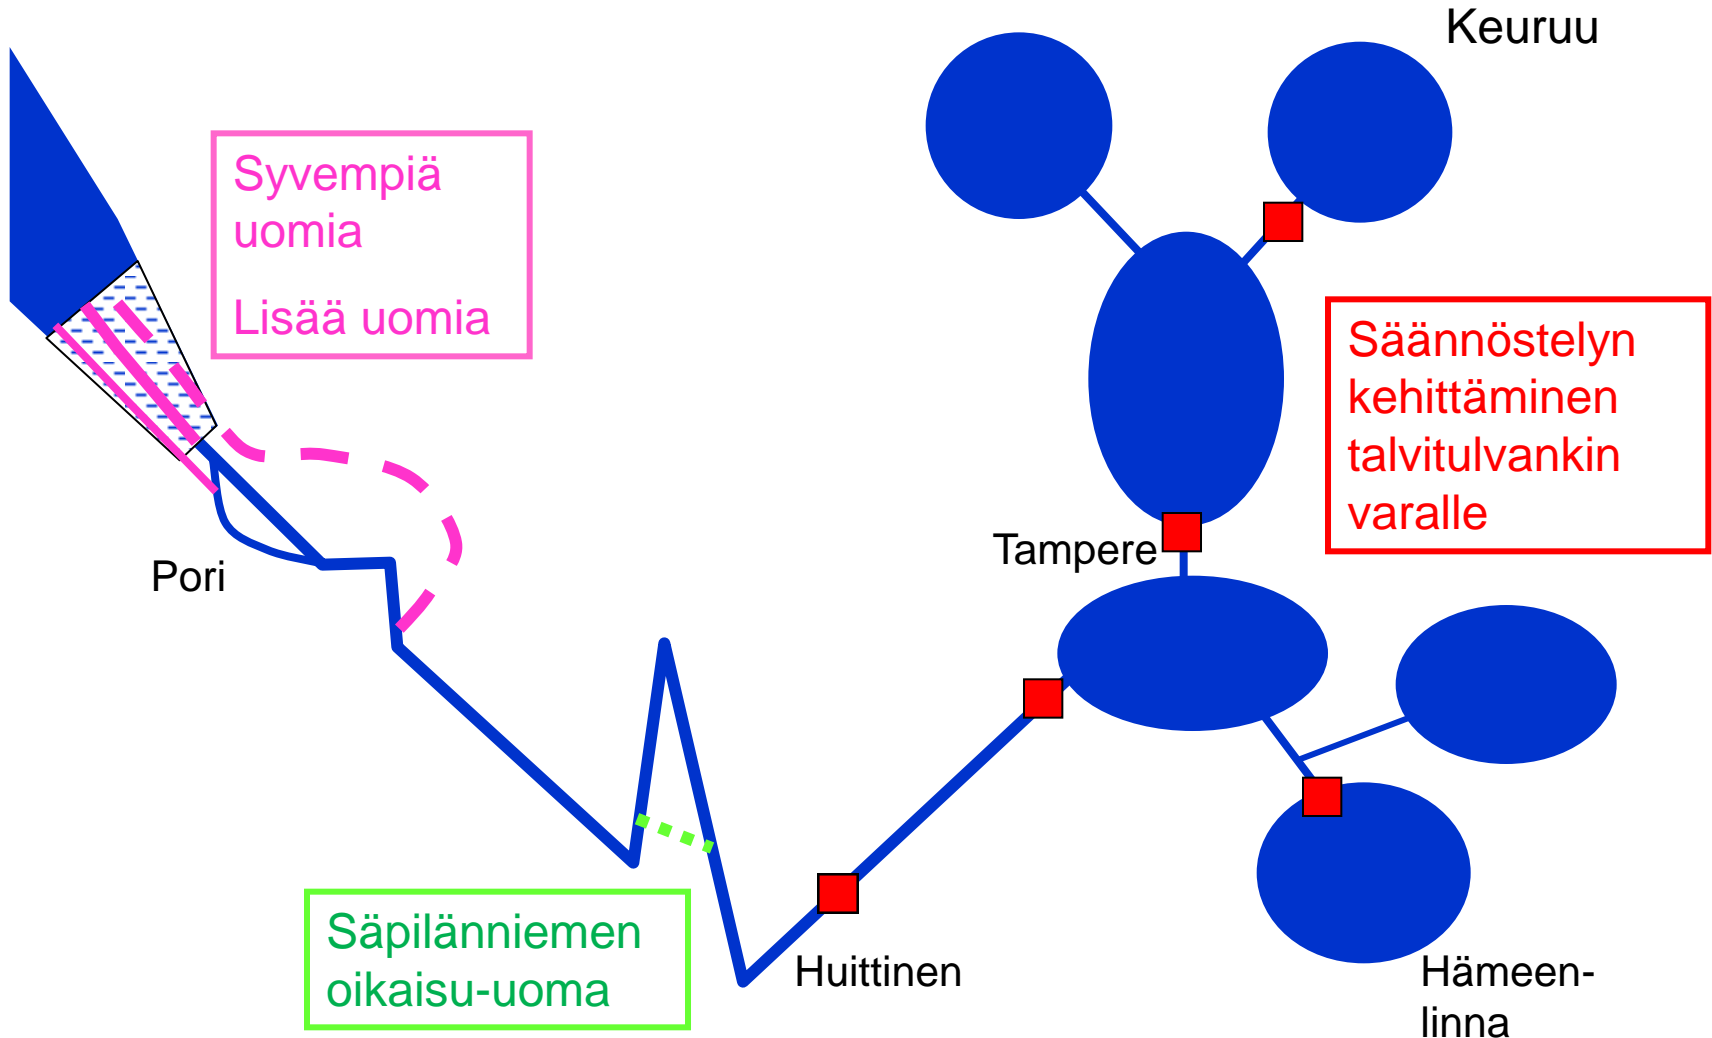 Keuruu
Syvempiä
uomia
Lisää uomia
Säännöstelyn
kehittäminen
talvitulvankin
varalle
Tampere
Pori
Säpilänniemen
oikaisu-uoma
Huittinen
Hämeen-
linna